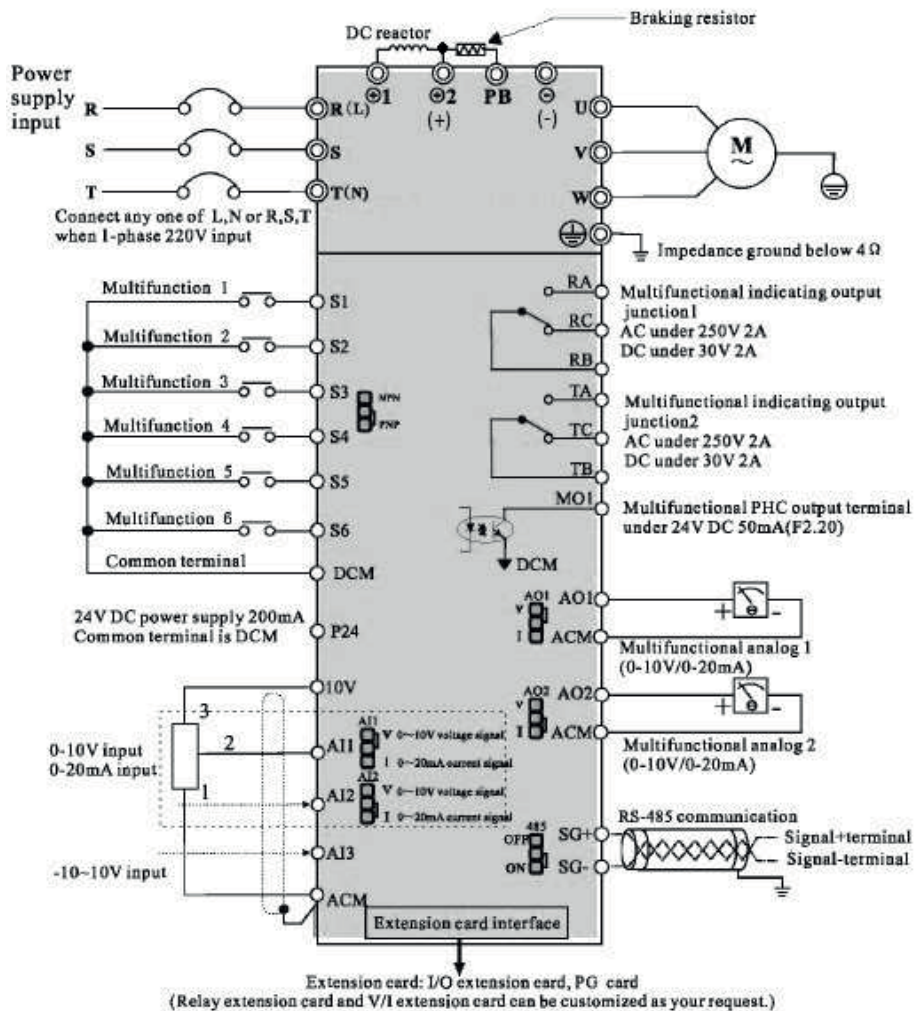 Braking resistor
DC reactor
Power
supply
input
R
S
T
R(L)
S
T(N)
⊕1
⊕2
(+)
PB
⊖
(-)
U
V
W
M
~
Connect any one of L,N or R,S,T
when 1-phase 220V input
Impedance ground below 4Ω
Multifunction 1
S1
Multifunction 2
S2
Multifunction 3
S3
Multifunction 4
S4
Multifunction 5
S5
Multifunction 6
S6
Common terminal
DCM
NPN
PNP
RA
RC
RB
Multifunctional indicating output
junction1
AC under 250V 2A
DC under 30V 2A
TA
TC
TB
Multifunctional indicating output
junction2
AC under 250V 2A
DC under 30V 2A
MO1
Multifunctional PHC output terminal
under 24V DC 50mA(F2.20)
DCM
24V DC power supply 200mA
Common terminal is DCM
P24
AO1
V
I
AO1
ACM
+
-
Multifunctional analog 1
(0-10V/0-20mA)
AO2
V
I
AO2
ACM
+
-
Multifunctional analog 2
(0-10V/0-20mA)
10V
3
2
1
0-10V input
0-20mA input
AI1
AI1
V 0~10V voltage signal
I 0~20mA current signal
AI2
AI2
V 0~10V voltage signal
I 0~20mA current signal
AI3
-10~10V input
ACM
485
OFF
ON
SG+
SG-
RS-485 communication
Signal+terminal
Signal-terminal
Extension card interface
Extension card: I/O extension card, PG card
(Relay extension card and V/I extension card can be customized as your request.)